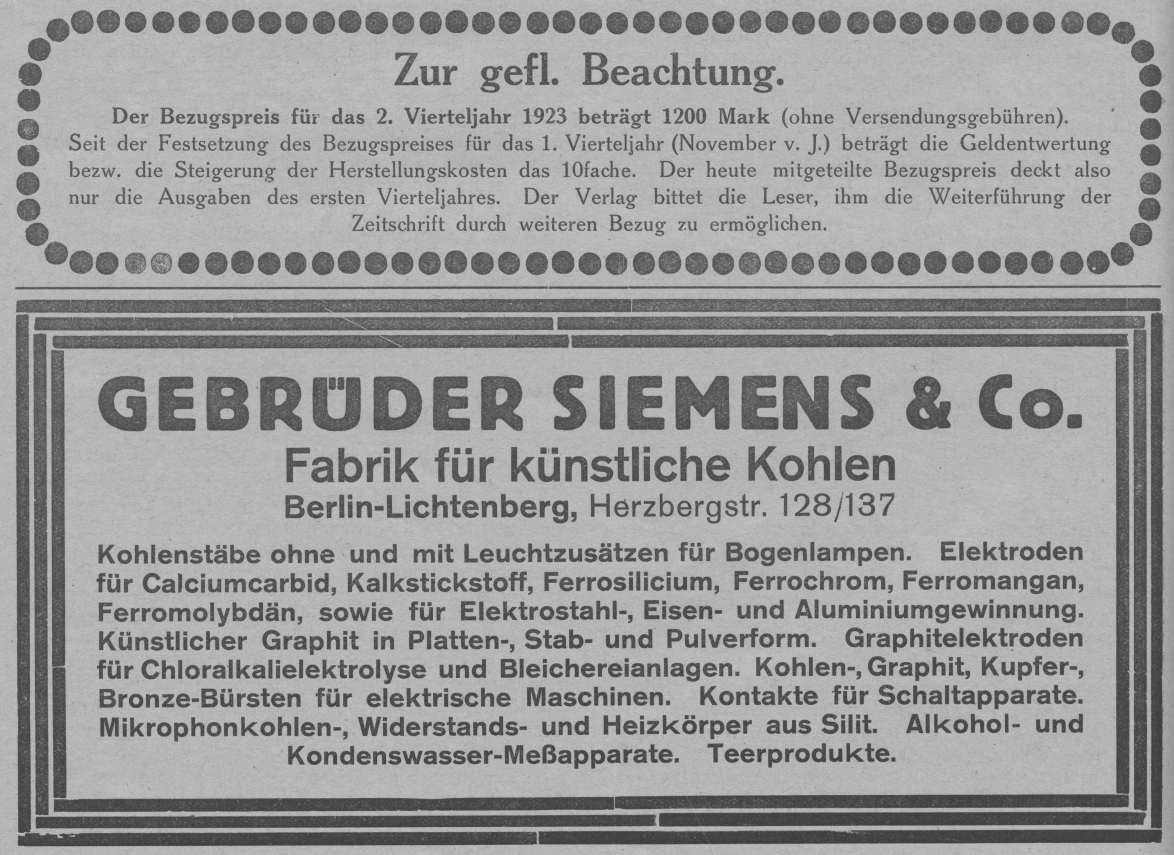 Zur gefl. Beachtung.
Der Bezugspreis für das 2. Vierteljahr 1923 beträgt 1200 Mark (ohne Versendungsgebühren).
Seit der Festsetzung des Bezugspreises für das 1. Vierteljahr (November v. J.) beträgt die Geldentwertung
bezw. die Steigerung der Herstellungskosten das 10fache. Der heute mitgeteilte Bezugspreis deckt also
nur die Ausgaben des ersten Vierteljahres. Der Verlag bittet die Leser, ihm die Weiterführung der
Zeitschrift durch weiteren Bezug zu ermöglichen.
GEBRÜDER SIEMENS & Co.
Fabrik für künstliche Kohlen
Berlin-Lichtenberg, Herzbergstr. 128/137
Kohlenstäbe ohne und mit Leuchtzusätzen für Bogenlampen. Elektroden
für Calciumcarbid, Kalkstickstoff, Ferrosilicium, Ferrochrom, Ferromangan,
Ferromolybdän, sowie für Elektrostahl-, Eisen- und Aluminiumgewinnung.
Künstlicher Graphit in Platten-, Stab- und Pulverform. Graphitelektroden
für Chloralkalielektrolyse und Bleichereianlagen. Kohlen-, Graphit, Kupfer-,
Bronze-Bürsten für elektrische Maschinen. Kontakte für Schaltapparate.
Mikrophonkohlen-, Widerstands- und Heizkörper aus Silit. Alkohol- und
Kondenswasser-Meßapparate. Teerprodukte.